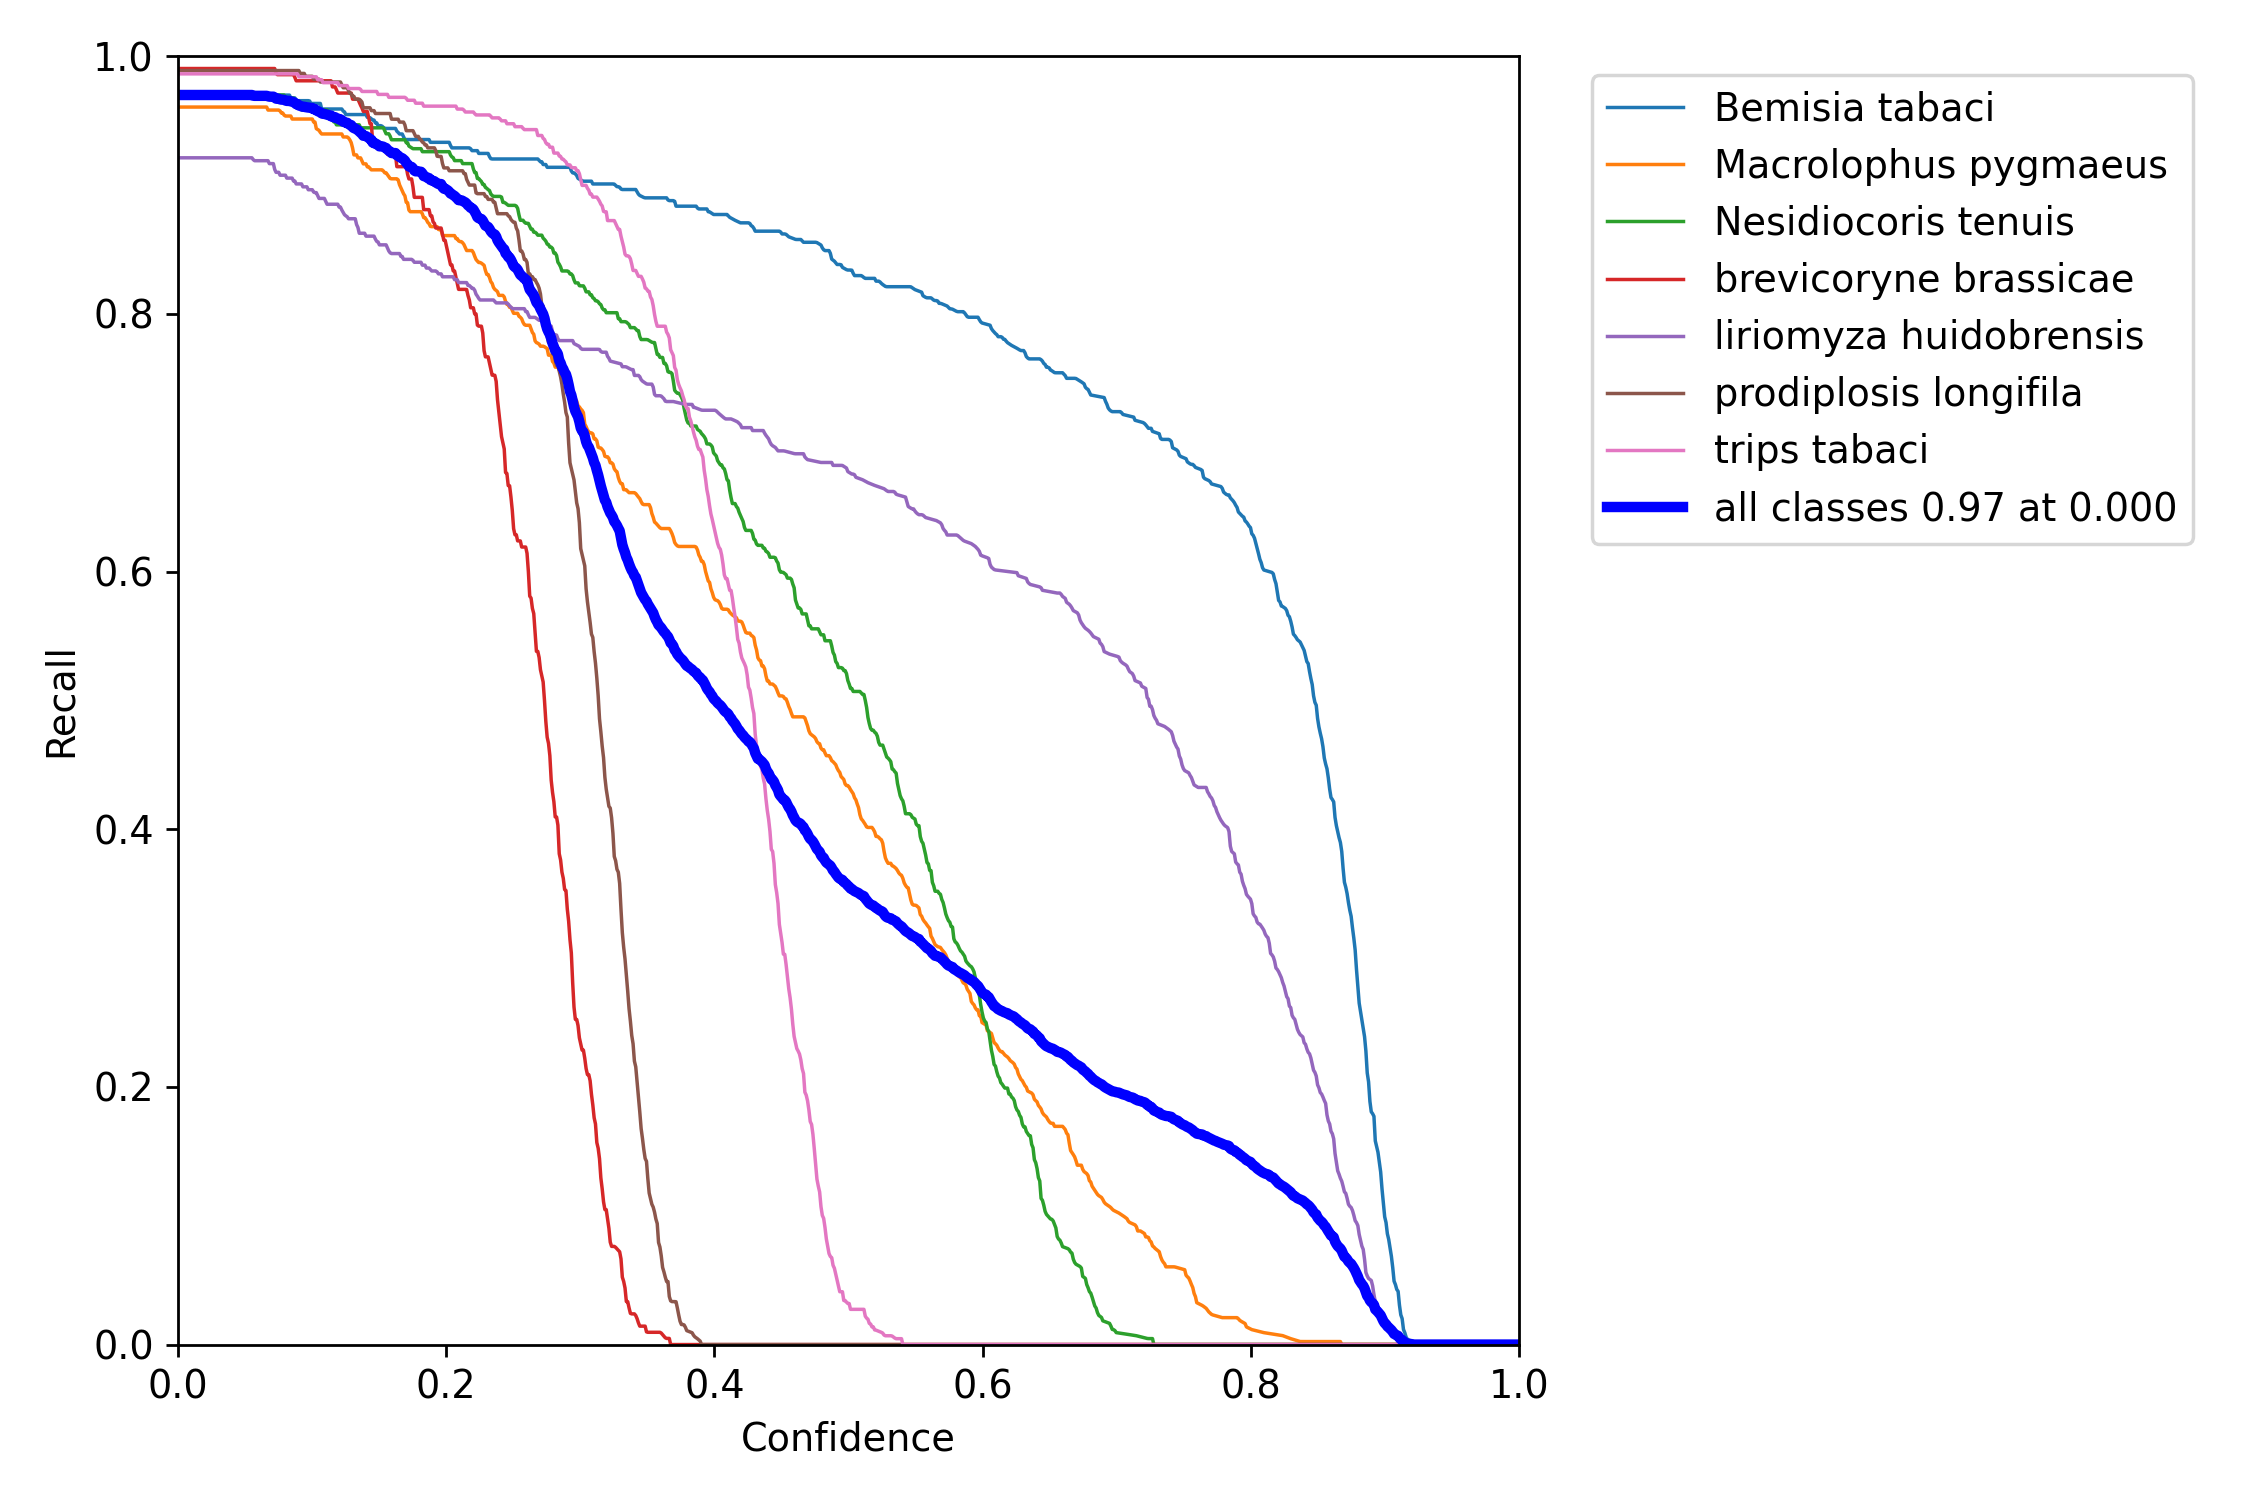 1.0
0.8
0.6
0.4
0.2
0.0
Recall
0.0 0.2 0.4 0.6 0.8 1.0
Confidence
Bemisia tabaci
Macrolophus pygmaeus
Nesidiocoris tenuis
brevicoryne brassicae
liriomyza huidobrensis
prodiplosis longifila
trips tabaci
all classes 0.97 at 0.000